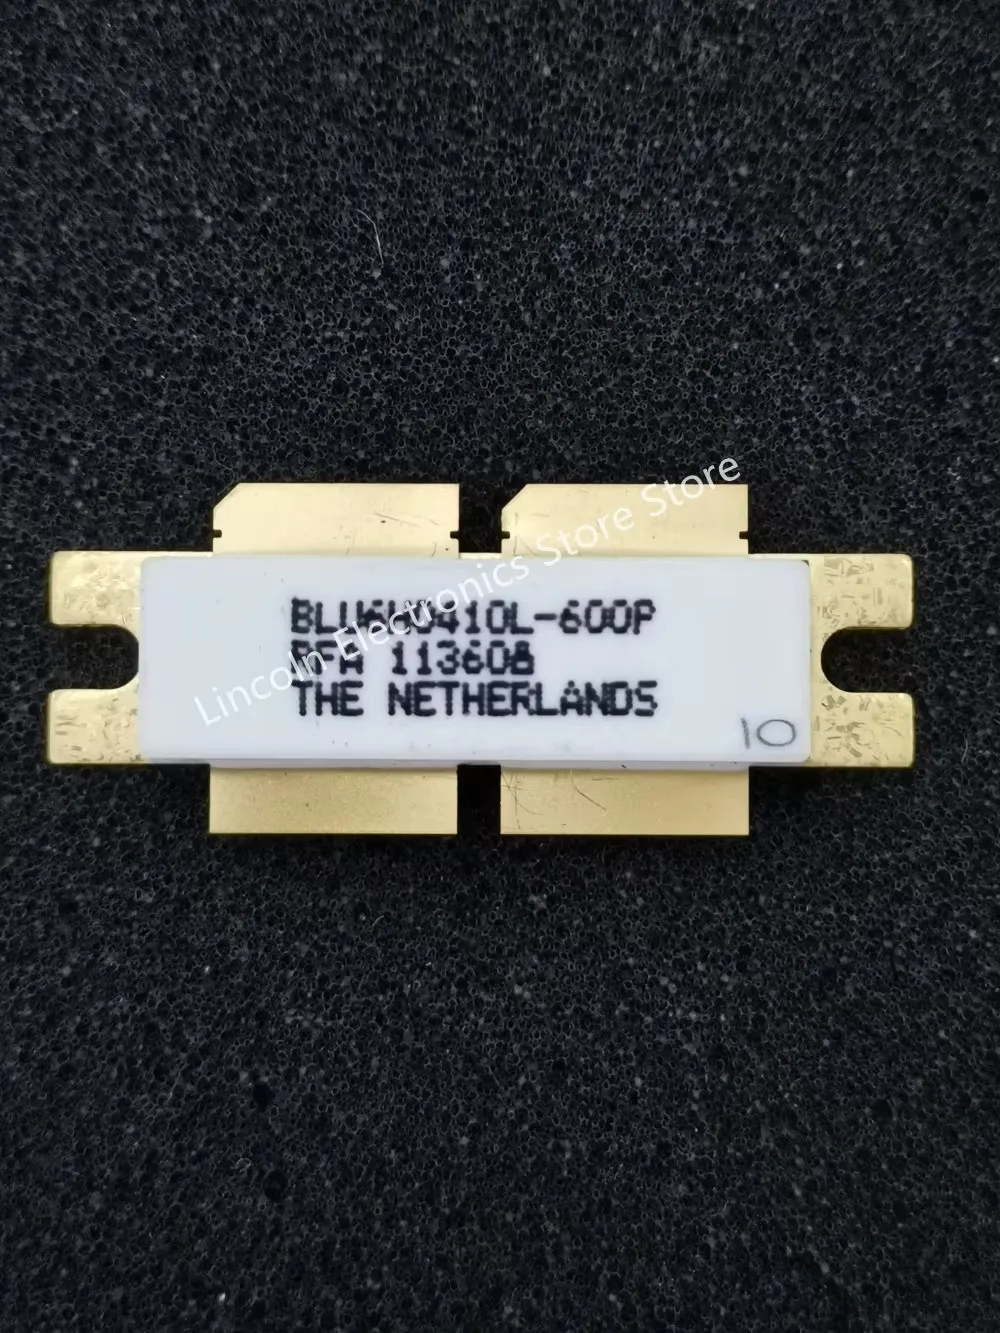 BLU6H0410L-600P
RFA 113608
THE NETHERLANDS
10
Lincoln Electronics Store Store